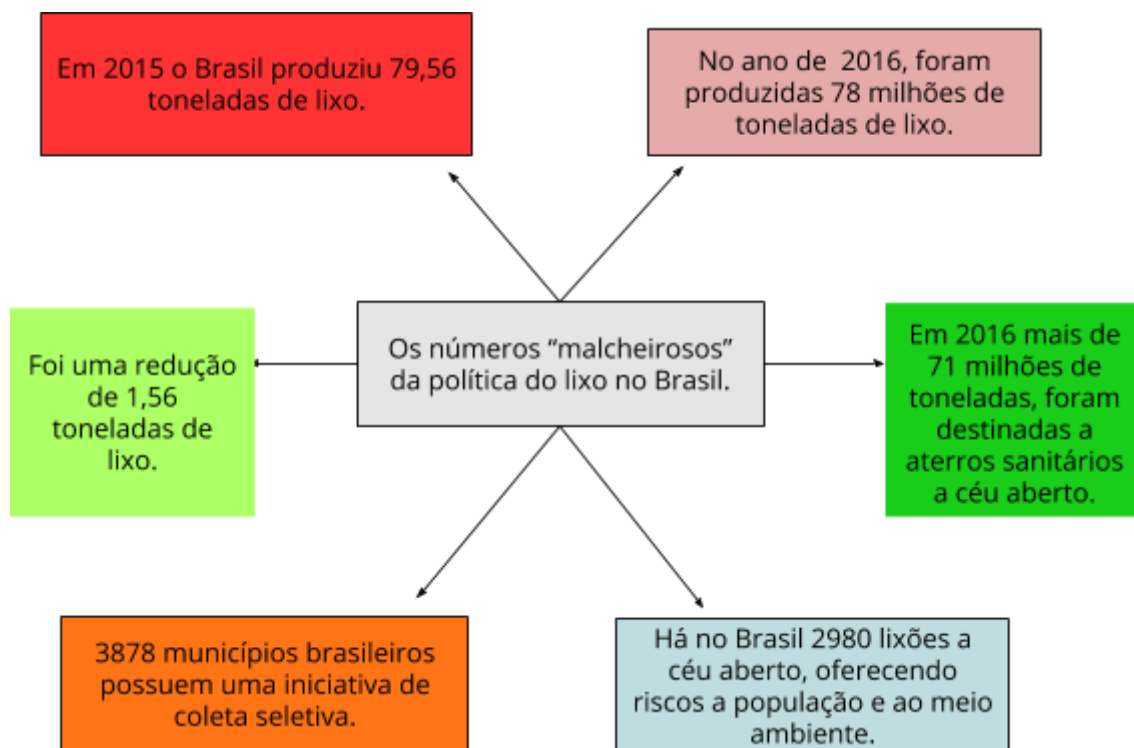 Em 2015 o Brasil produziu 79,56
toneladas de lixo.
No ano de  2016, foram
produzidas 78 milhões de
toneladas de lixo.
Foi uma redução
de 1,56
toneladas de
lixo.
Os números “malcheirosos”
da política do lixo no Brasil.
Em 2016 mais de
71 milhões de
toneladas, foram
destinadas a
aterros sanitários
a céu aberto.
3878 municípios brasileiros
possuem uma iniciativa de
coleta seletiva.
Há no Brasil 2980 lixões a
céu aberto, oferecendo
riscos a população e ao meio
ambiente.